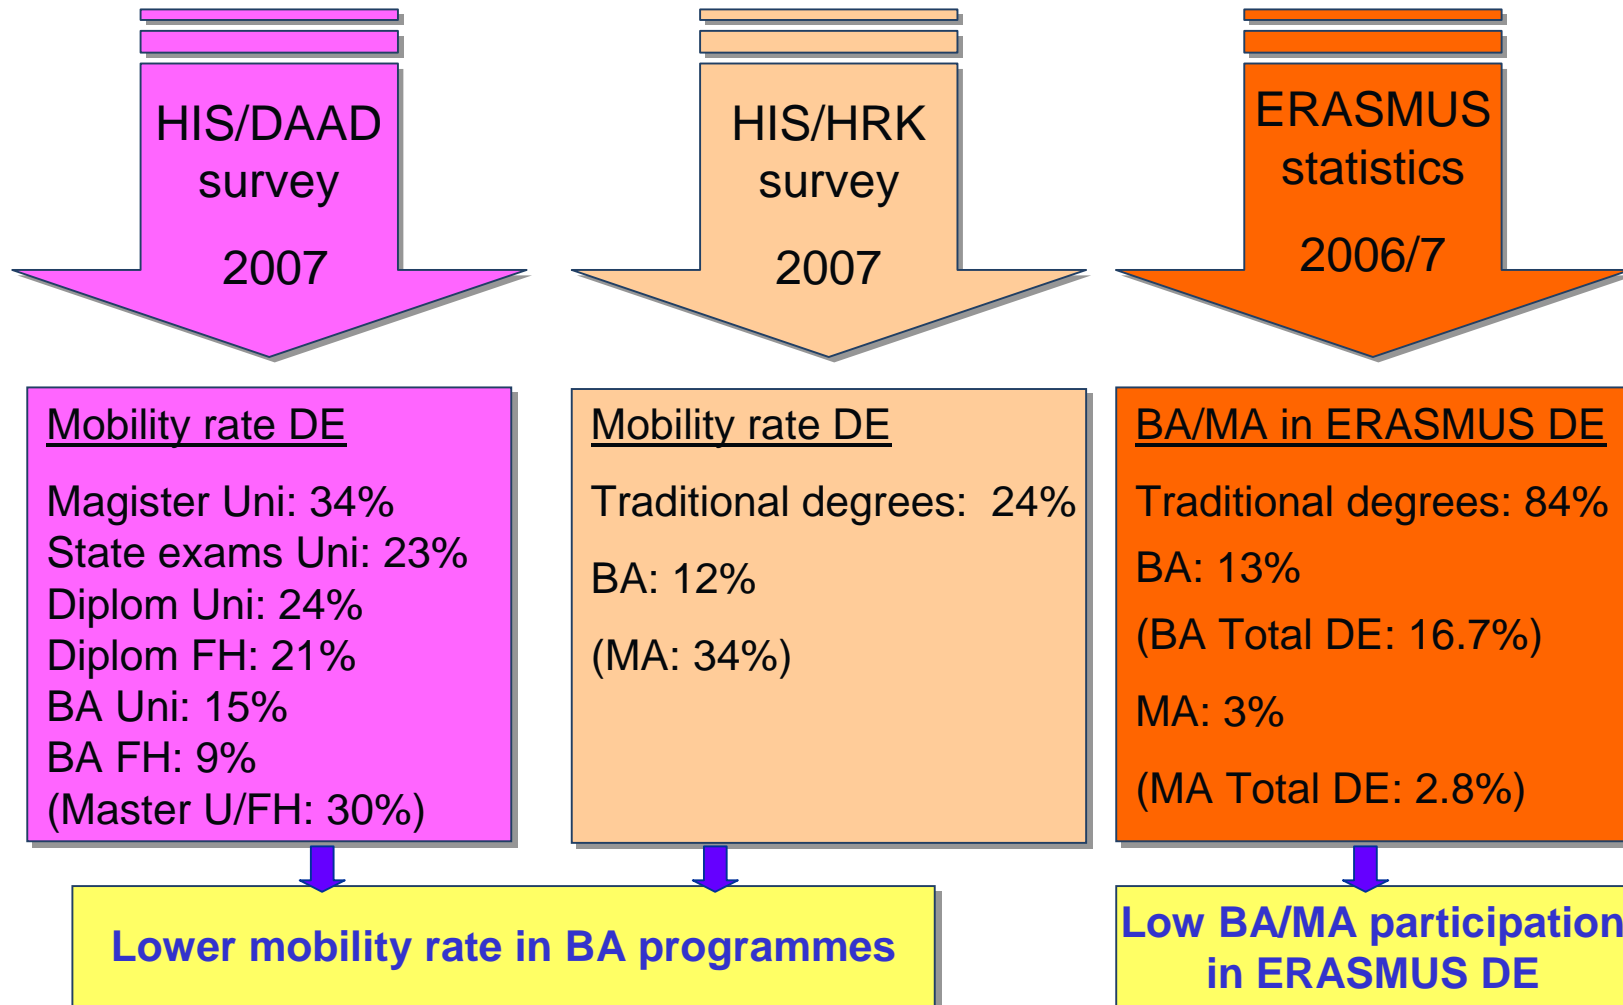 HIS/DAAD
survey
2007
HIS/HRK
survey
2007
ERASMUS
statistics
2006/7
Mobility rate DE
Magister Uni: 34%
State exams Uni: 23%
Diplom Uni: 24%
Diplom FH: 21%
BA Uni: 15%
BA FH: 9%
(Master U/FH: 30%)
Mobility rate DE
Traditional degrees:  24%
BA: 12%
(MA: 34%)
BA/MA in ERASMUS DE
Traditional degrees: 84%
BA: 13%
(BA Total DE: 16.7%)
MA: 3%
(MA Total DE: 2.8%)
Lower mobility rate in BA programmes
Low BA/MA participation
in ERASMUS DE